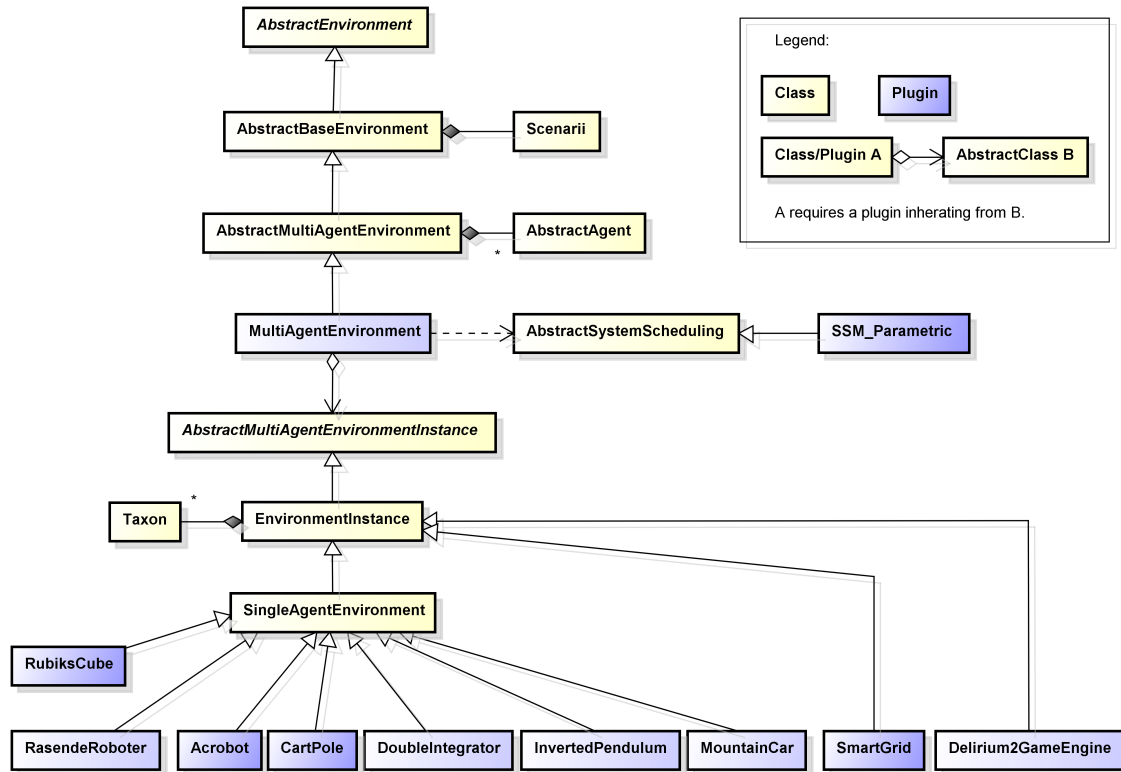 AbstractEnvironment
Legend:
Class
Plugin
AbstractBaseEnvironment
Scenarii
Class/Plugin A
AbstractClass B
A requires a plugin inherating from B.
AbstractMultiAgentEnvironment
AbstractAgent
*
MultiAgentEnvironment
AbstractSystemScheduling
SSM_Parametric
AbstractMultiAgentEnvironmentInstance
*
Taxon
EnvironmentInstance
SingleAgentEnvironment
RubiksCube
RasendeRoboter
Acrobot
CartPole
DoubleIntegrator
InvertedPendulum
MountainCar
SmartGrid
Delirium2GameEngine